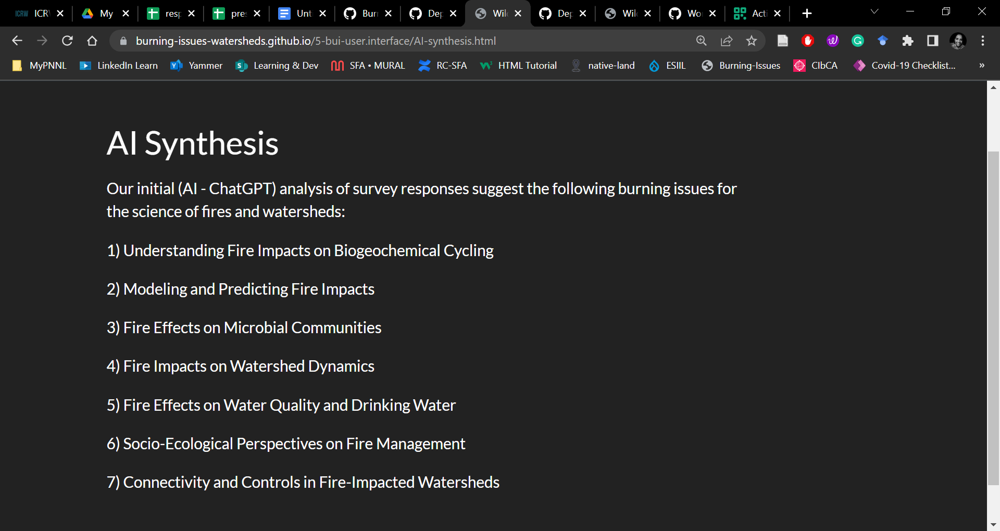 ICRW ICR My resp pres Unt Bur Dep Wil Dep Wil Wo Acti
burning-issues-watersheds.github.io/5-bui-user.interface/AI-synthesis.html
MyPNNL LinkedIn Learn Yammer Learning & Dev SFA • MURAL RC-SFA HTML Tutorial native-land ESIIL Burning-Issues CIbCA Covid-19 Checklist... »
AI Synthesis
Our initial (AI - ChatGPT) analysis of survey responses suggest the following burning issues for
the science of fires and watersheds:
1) Understanding Fire Impacts on Biogeochemical Cycling
2) Modeling and Predicting Fire Impacts
3) Fire Effects on Microbial Communities
4) Fire Impacts on Watershed Dynamics
5) Fire Effects on Water Quality and Drinking Water
6) Socio-Ecological Perspectives on Fire Management
7) Connectivity and Controls in Fire-Impacted Watersheds